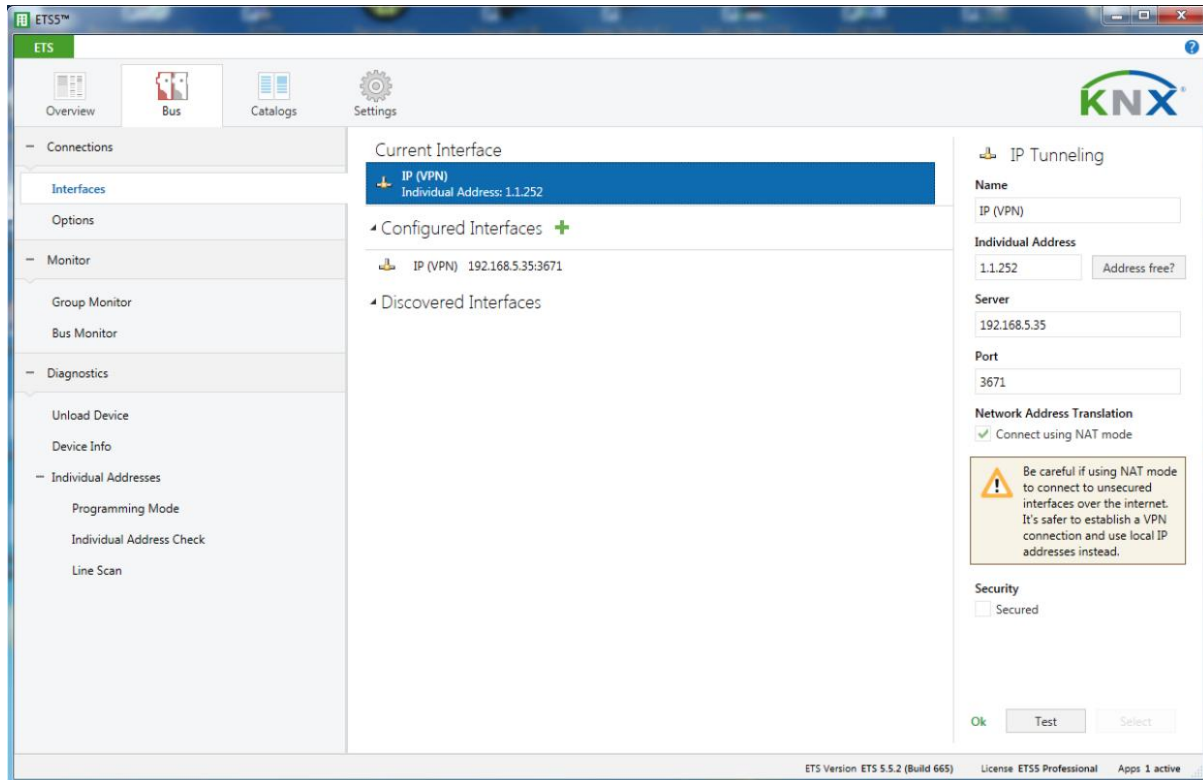 ETS5™
ETS
Overview
Bus
Catalogs
Settings
KNX®
Connections
Interfaces
Options
Monitor
Group Monitor
Bus Monitor
Diagnostics
Unload Device
Device Info
Individual Addresses
Programming Mode
Individual Address Check
Line Scan
Current Interface
IP (VPN)
Individual Address: 1.1.252
Configured Interfaces
IP (VPN) 192.168.5.35:3671
Discovered Interfaces
IP Tunneling
Name
IP (VPN)
Individual Address
1.1.252 Address free?
Server
192.168.5.35
Port
3671
Network Address Translation
Connect using NAT mode
Be careful if using NAT mode
to connect to unsecured
interfaces over the internet.
It's safer to establish a VPN
connection and use local IP
addresses instead.
Security
Secured
Ok Test Select
ETS Version ETS 5.5.2 (Build 665) License ETS5 Professional Apps 1 active